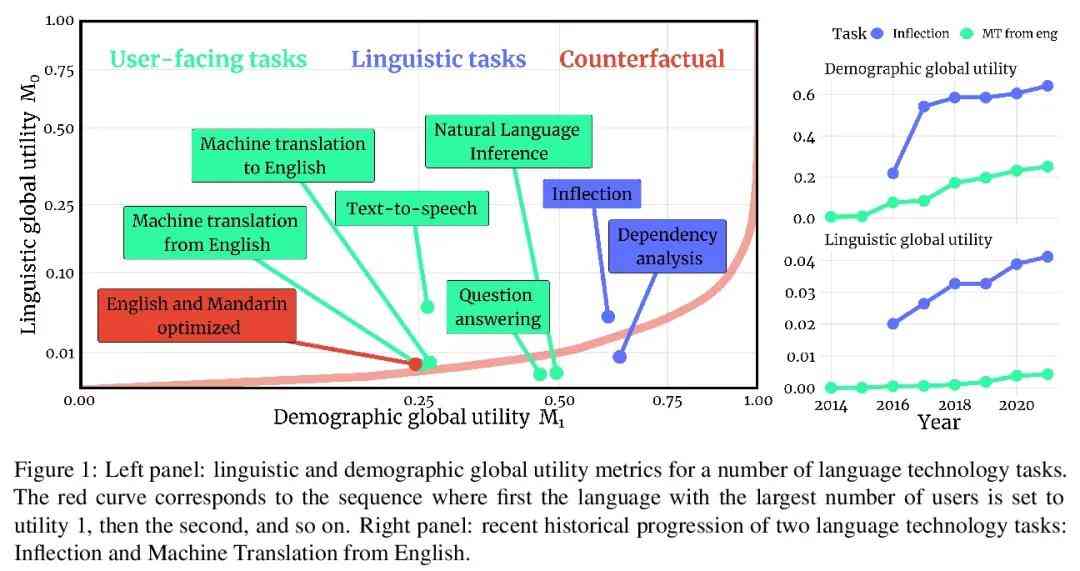 Linguistic global utility M₀
1.00
0.75
0.50
0.25
0.10
0.01
User-facing tasks
Linguistic tasks
Counterfactual
Machine translation
to English
Natural Language
Inference
Text-to-speech
Inflection
Machine translation
from English
Dependency
analysis
English and Mandarin
optimized
Question
answering
0.00
0.25
0.50
0.75
1.00
Demographic global utility M₁
Task Inflection MT from eng
Demographic global utility
0.6
0.4
0.2
0.0
Linguistic global utility
0.04
0.03
0.02
0.01
0.00
2014
2016
2018
2020
Year
Figure 1: Left panel: linguistic and demographic global utility metrics for a number of language technology tasks.
The red curve corresponds to the sequence where first the language with the largest number of users is set to
utility 1, then the second, and so on. Right panel: recent historical progression of two language technology tasks:
Inflection and Machine Translation from English.